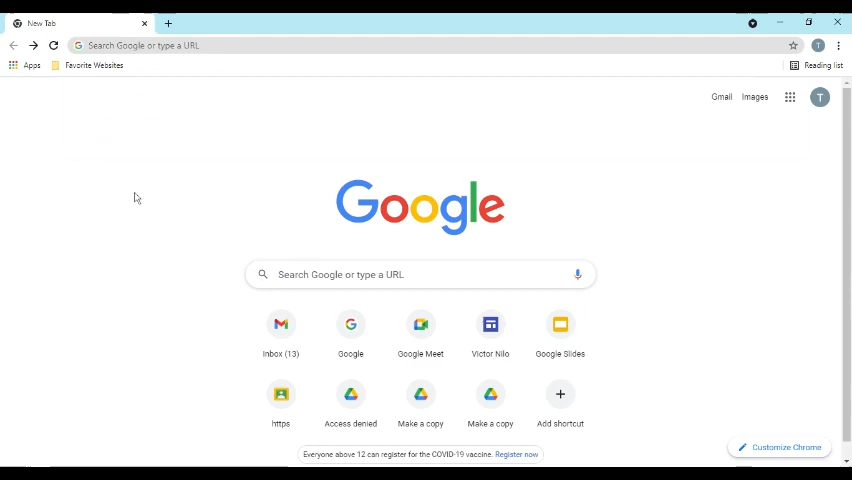 New Tab
Search Google or type a URL
T
Apps
Favorite Websites
Reading list
Gmail
Images
T
Google
Search Google or type a URL
Inbox (13)
Google
Google Meet
Victor Nilo
Google Slides
https
Access denied
Make a copy
Make a copy
Add shortcut
Everyone above 12 can register for the COVID-19 vaccine. Register now
Customize Chrome